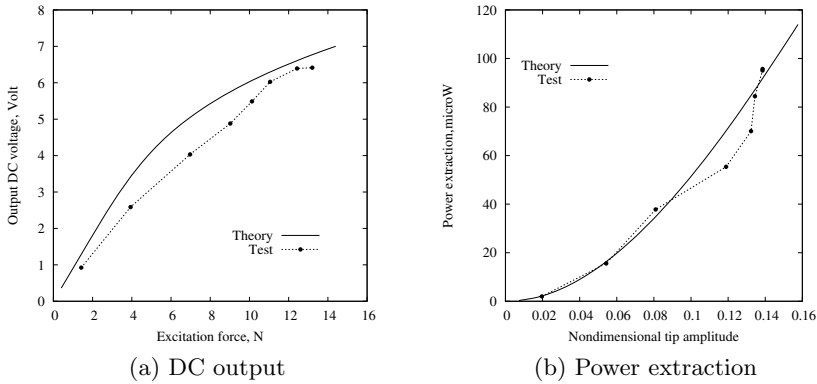 8
7
6
5
4
3
2
1
0
Output DC voltage, Volt
Theory
Test
0 2 4 6 8 10 12 14 16
Excitation force, N
(a) DC output
120
100
80
60
40
20
0
Power extraction,microW
Theory
Test
0 0.02 0.04 0.06 0.08 0.1 0.12 0.14 0.16
Nondimensional tip amplitude
(b) Power extraction